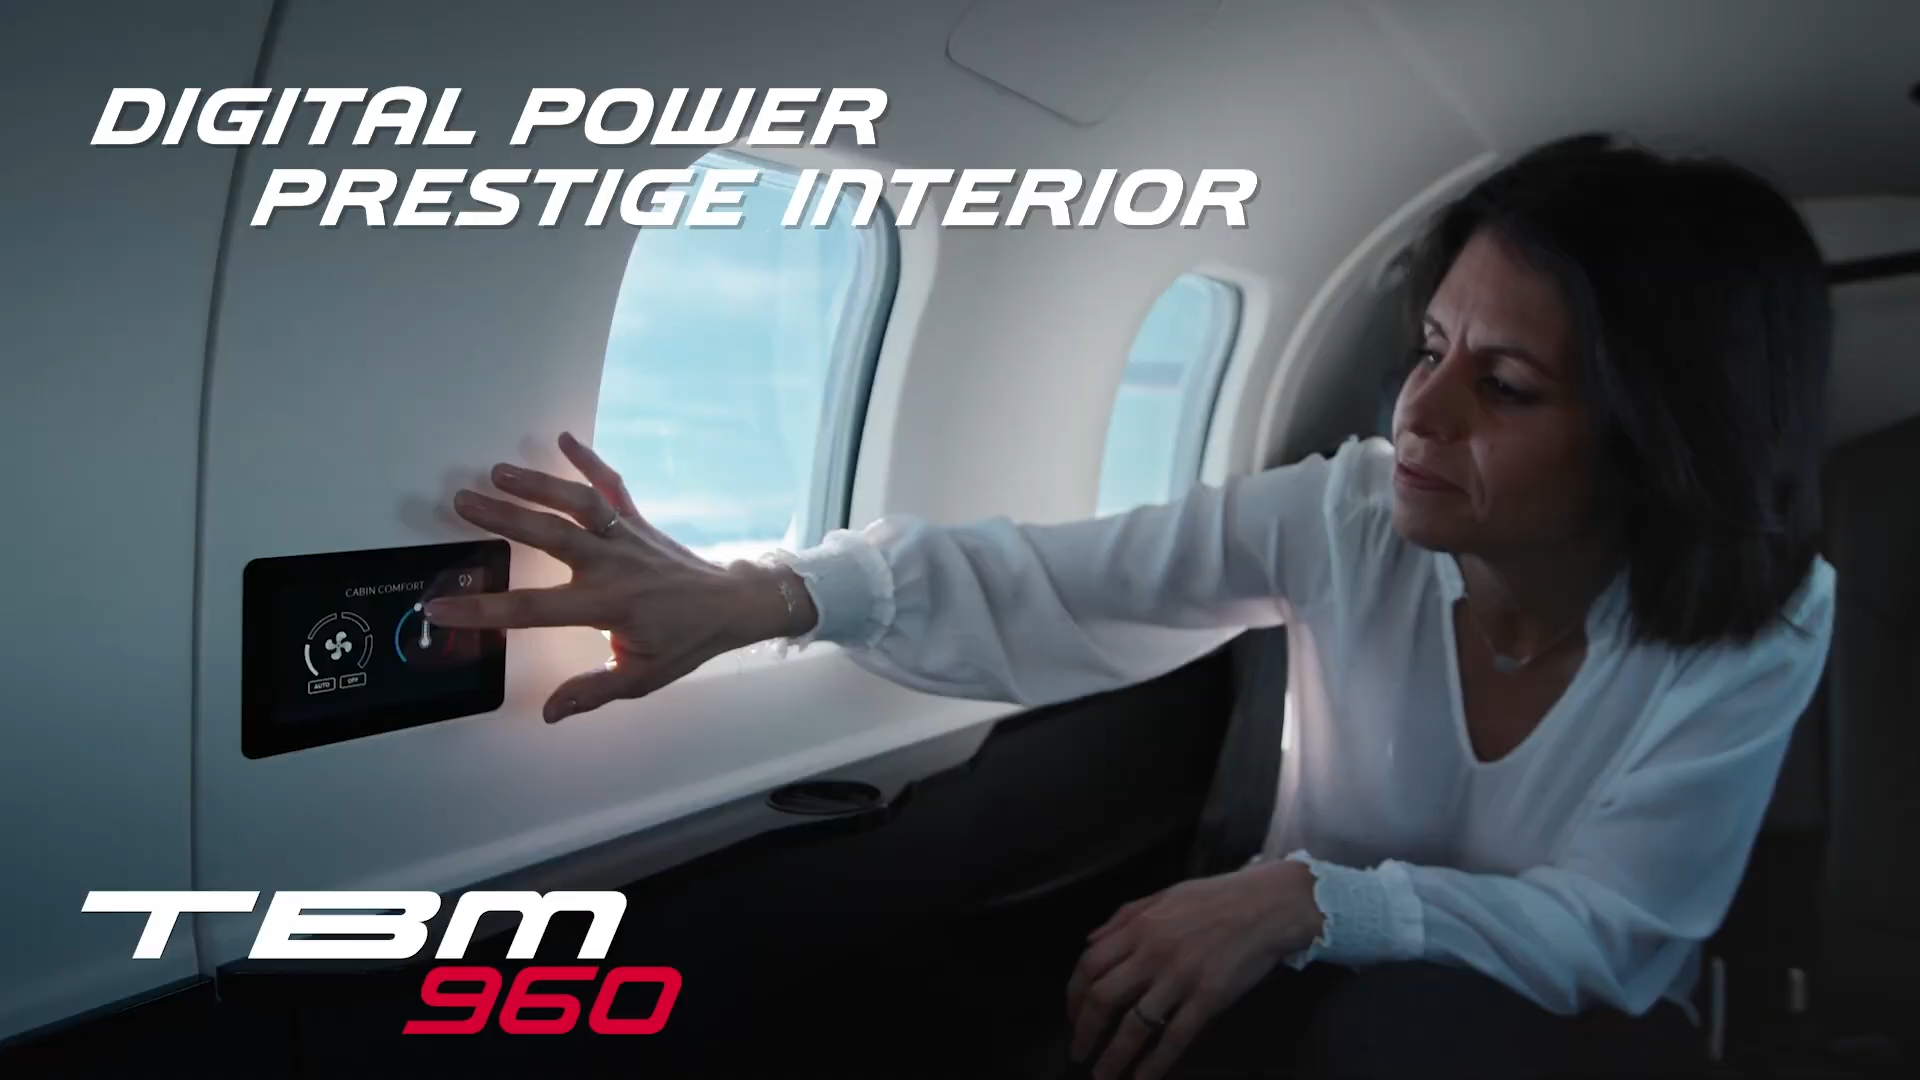 DIGITAL POWER
PRESTIGE INTERIOR
CABIN COMFORT
AUTO OFF
TBM
960